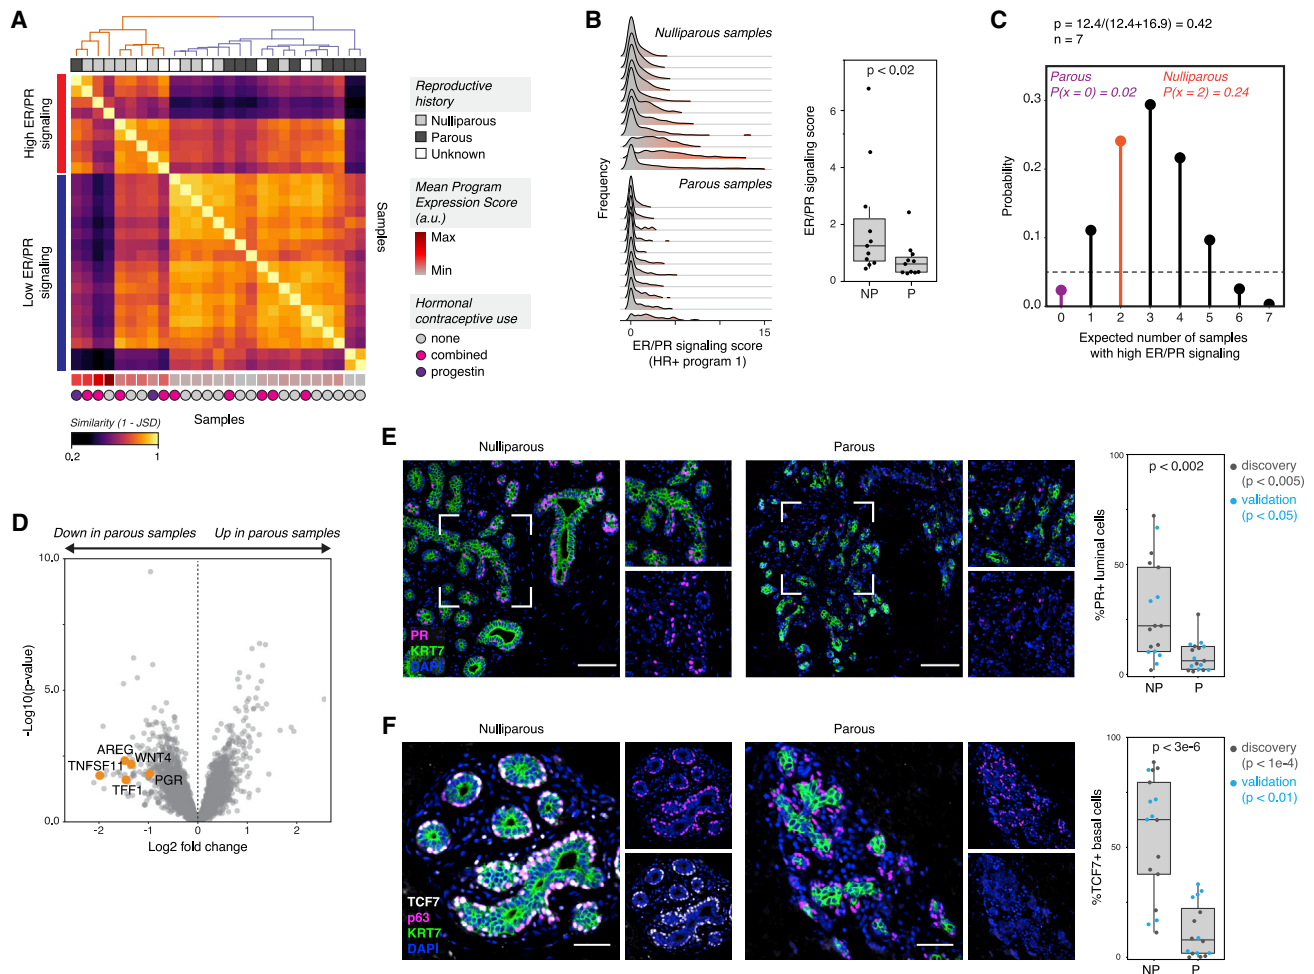 A
High ER/PR
signaling
Low ER/PR
signaling
Samples
Samples
Similarity (1 - JSD)
0.2
1
Reproductive
history
Nulliparous
Parous
Unknown
Mean Program
Expression Score
(a.u.)
Max
Min
Hormonal
contraceptive use
none
combined
progestin
B
Nulliparous samples
Parous samples
Frequency
0
15
ER/PR signaling score
(HR+ program 1)
p < 0.02
ER/PR signaling score
6
4
2
0
NP
P
C
p = 12.4/(12.4+16.9) = 0.42
n = 7
Parous
P(x = 0) = 0.02
Nulliparous
P(x = 2) = 0.24
Probability
0.3
0.2
0.1
0.0
0
1
2
3
4
5
6
7
Expected number of samples
with high ER/PR signaling
D
Down in parous samples
Up in parous samples
-Log10(p-value)
10.0
5.0
0.0
AREG
WNT4
TNFSF11
PGR
TFF1
-2
-1
0
1
2
Log2 fold change
E
Nulliparous
Parous
PR
KRT7
DAPI
%PR+ luminal cells
100
50
0
p < 0.002
NP
P
discovery
(p < 0.005)
validation
(p < 0.05)
F
Nulliparous
Parous
TCF7
p63
KRT7
DAPI
%TCF7+ basal cells
100
50
0
p < 3e-6
NP
P
discovery
(p < 1e-4)
validation
(p < 0.01)